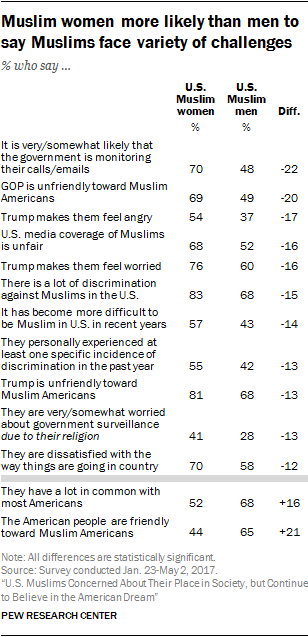 Muslim women more likely than men to
say Muslims face variety of challenges
% who say ...
U.S. Muslim women U.S. Muslim men Diff.
% %
It is very/somewhat likely that
the government is monitoring
their calls/emails 70 48 -22
GOP is unfriendly toward Muslim
Americans 69 49 -20
Trump makes them feel angry 54 37 -17
U.S. media coverage of Muslims
is unfair 68 52 -16
Trump makes them feel worried 76 60 -16
There is a lot of discrimination
against Muslims in the U.S. 83 68 -15
It has become more difficult to
be Muslim in U.S. in recent years 57 43 -14
They personally experienced at
least one specific incidence of
discrimination in the past year 55 42 -13
Trump is unfriendly toward
Muslim Americans 81 68 -13
They are very/somewhat worried
about government surveillance
due to their religion 41 28 -13
They are dissatisfied with the
way things are going in country 70 58 -12
They have a lot in common with
most Americans 52 68 +16
The American people are friendly
toward Muslim Americans 44 65 +21
Note: All differences are statistically significant.
Source: Survey conducted Jan. 23-May 2, 2017.
“U.S. Muslims Concerned About Their Place in Society, but Continue
to Believe in the American Dream”
PEW RESEARCH CENTER